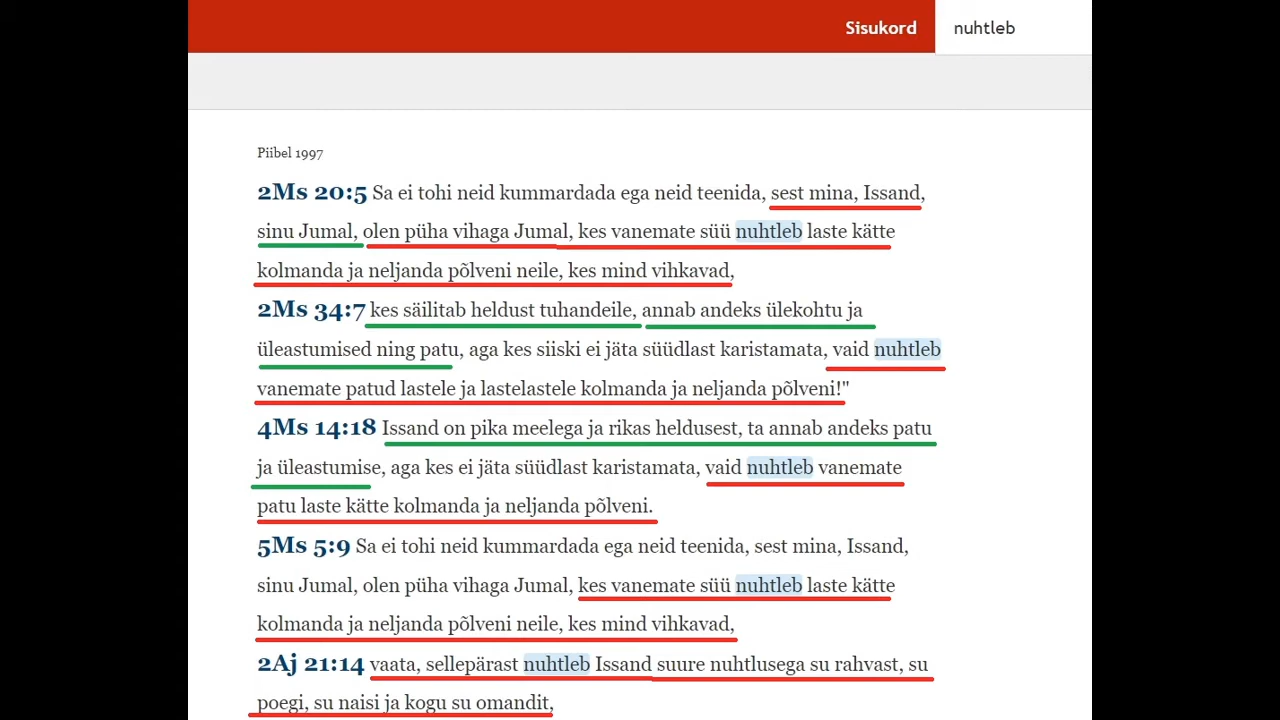 Sisukord nuhtleb
Piibel 1997
2Ms 20:5 Sa ei tohi neid kummardada ega neid teenida, sest mina, Issand,
sinu Jumal, olen püha vihaga Jumal, kes vanemate süü nuhtleb laste kätte
kolmanda ja neljanda põlveni neile, kes mind vihkavad,
2Ms 34:7 kes säilitab heldust tuhandeile, annab andeks ülekohtu ja
üleastumised ning patu, aga kes siiski ei jäta süüdlast karistamata, vaid nuhtleb
vanemate patud lastele ja lastelastele kolmanda ja neljanda põlveni!"
4Ms 14:18 Issand on pika meelega ja rikas heldusest, ta annab andeks patu
ja üleastumise, aga kes ei jäta süüdlast karistamata, vaid nuhtleb vanemate
patu laste kätte kolmanda ja neljanda põlveni.
5Ms 5:9 Sa ei tohi neid kummardada ega neid teenida, sest mina, Issand,
sinu Jumal, olen püha vihaga Jumal, kes vanemate süü nuhtleb laste kätte
kolmanda ja neljanda põlveni neile, kes mind vihkavad,
2Aj 21:14 vaata, sellepärast nuhtleb Issand suure nuhtlusega su rahvast, su
poegi, su naisi ja kogu su omandit,